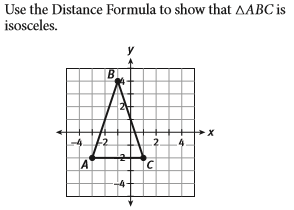 Use the Distance Formula to show that △ABC is
isosceles.
y
B
4
2
x
-4
-2
2
4
A
-2
C
-4